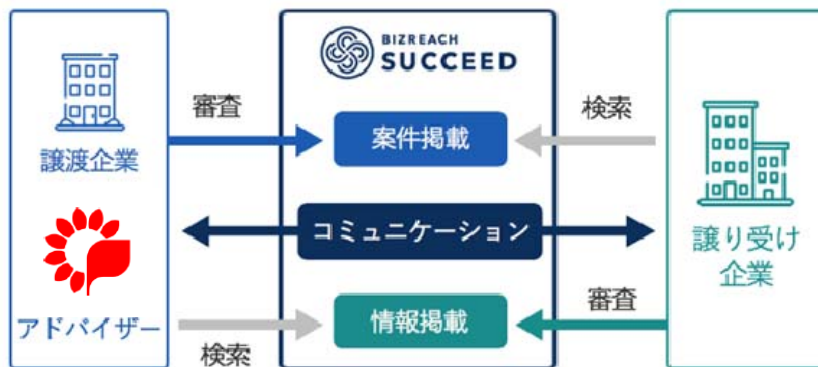 BIZREACH
SUCCEED
審査
検索
譲渡企業
案件掲載
コミュニケーション
譲り受け
企業
アドバイザー
情報掲載
審査
検索